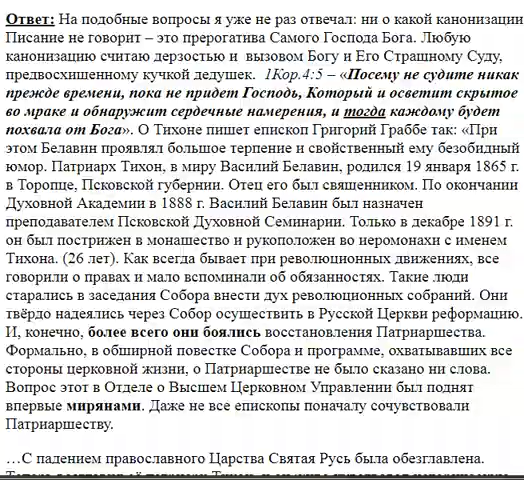 Ответ: На подобные вопросы я уже не раз отвечал: ни о какой канонизации
Писание не говорит – это прерогатива Самого Господа Бога. Любую
канонизацию считаю дерзостью и вызовом Богу и Его Страшному Суду,
предвосхищенному кучкой дедушек. 1Кор.4:5 – «Посему не судите никак
прежде времени, пока не придет Господь, Который и осветит скрытое
во мраке и обнаружит сердечные намерения, и тогда каждому будет
похвала от Бога». О Тихоне пишет епископ Григорий Граббе так: «При
этом Белавин проявлял большое терпение и свойственный ему безобидный
юмор. Патриарх Тихон, в миру Василий Белавин, родился 19 января 1865 г.
в Торопце, Псковской губернии. Отец его был священником. По окончании
Духовной Академии в 1888 г. Василий Белавин был назначен
преподавателем Псковской Духовной Семинарии. Только в декабре 1891 г.
он был пострижен в монашество и рукоположен во иеромонахи с именем
Тихона. (26 лет). Как всегда бывает при революционных движениях, все
говорили о правах и мало вспоминали об обязанностях. Такие люди
старались в заседания Собора внести дух революционных собраний. Они
твёрдо надеялись через Собор осуществить в Русской Церкви реформацию.
И, конечно, более всего они боялись восстановления Патриаршества.
Формально, в обширной повестке Собора и программе, охватывавших все
стороны церковной жизни, о Патриаршестве не было сказано ни слова.
Вопрос этот в Отделе о Высшем Церковном Управлении был поднят
впервые мирянами. Даже не все епископы поначалу сочувствовали
Патриаршеству.
…С падением православного Царства Святая Русь была обезглавлена.